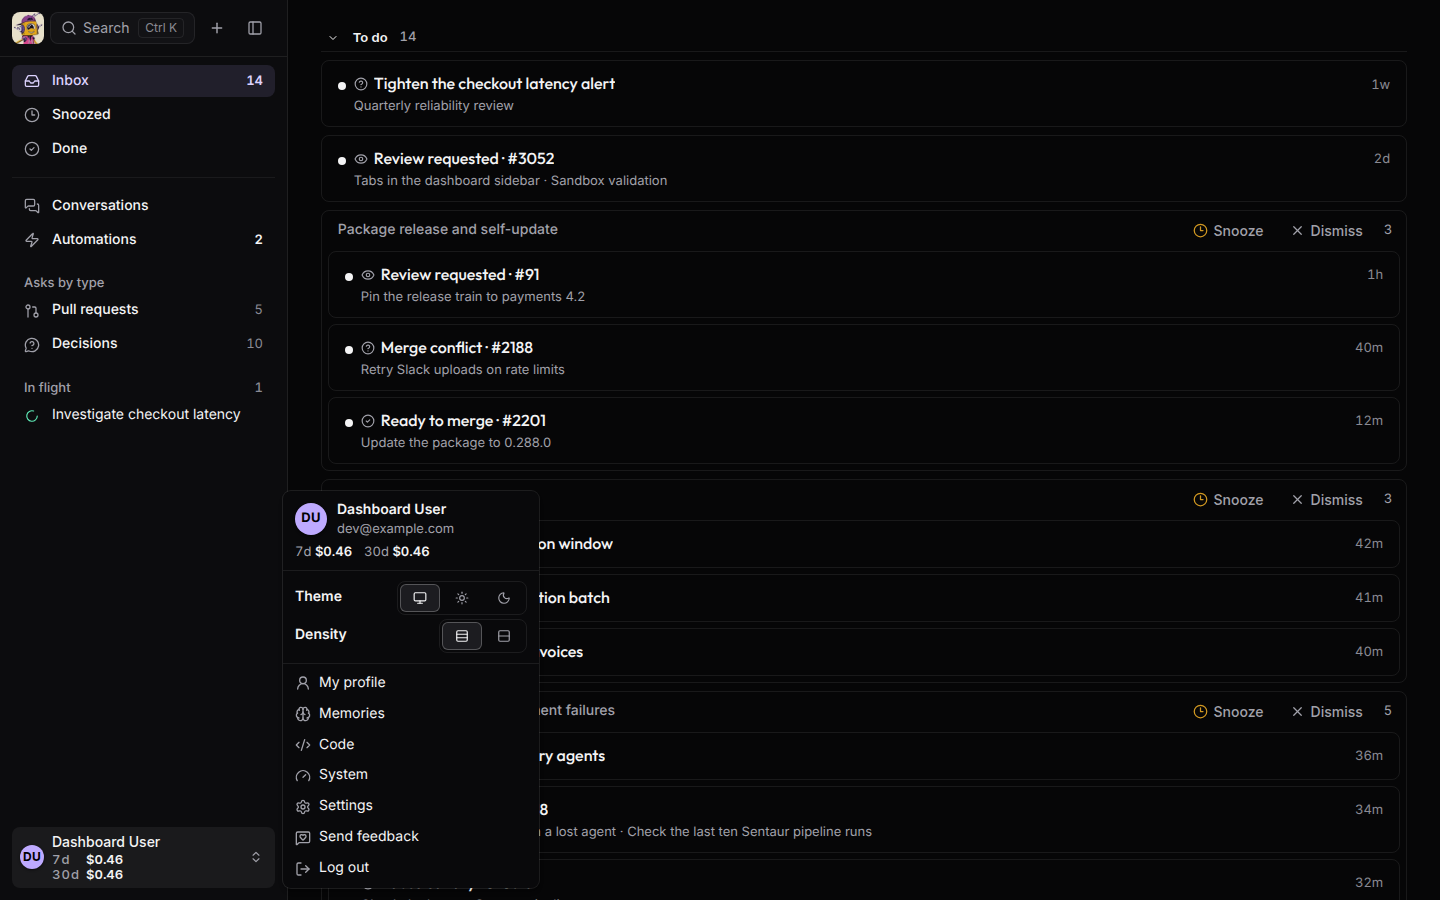 Search Ctrl K
Inbox 14
Snoozed
Done
Conversations
Automations 2
Asks by type
Pull requests 5
Decisions 10
In flight 1
Investigate checkout latency
DU Dashboard User
7d $0.46
30d $0.46
To do 14
Tighten the checkout latency alert 1w
Quarterly reliability review
Review requested · #3052 2d
Tabs in the dashboard sidebar · Sandbox validation
Package release and self-update Snooze Dismiss 3
Review requested · #91 1h
Pin the release train to payments 4.2
Merge conflict · #2188 40m
Retry Slack uploads on rate limits
Ready to merge · #2201 12m
Update the package to 0.288.0
Snooze Dismiss 3
on window 42m
tion batch 41m
voices 40m
ent failures Snooze Dismiss 5
ry agents 36m
8 34m
a lost agent · Check the last ten Sentaur pipeline runs
32m
DU Dashboard User
dev@example.com
7d $0.46 30d $0.46
Theme
Density
My profile
Memories
Code
System
Settings
Send feedback
Log out